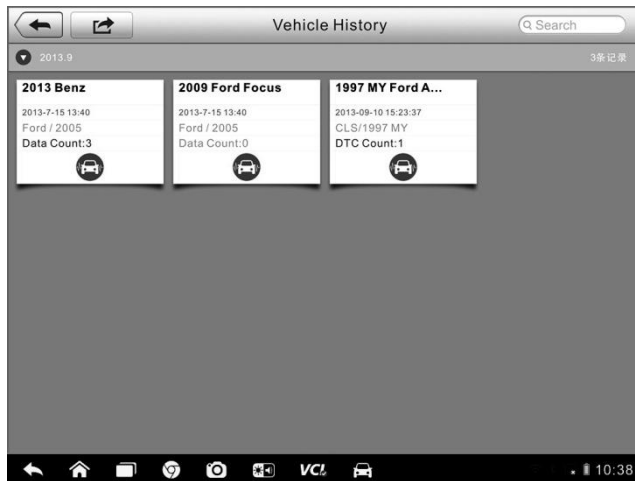 Vehicle History
Search
2013.9
3条记录
2013 Benz
2013-7-15 13:40
Ford / 2005
Data Count:3
2009 Ford Focus
2013-7-15 13:40
Ford / 2005
Data Count:0
1997 MY Ford A...
2013-09-10 15:23:37
CLS/1997 MY
DTC Count:1
VCI
10:38